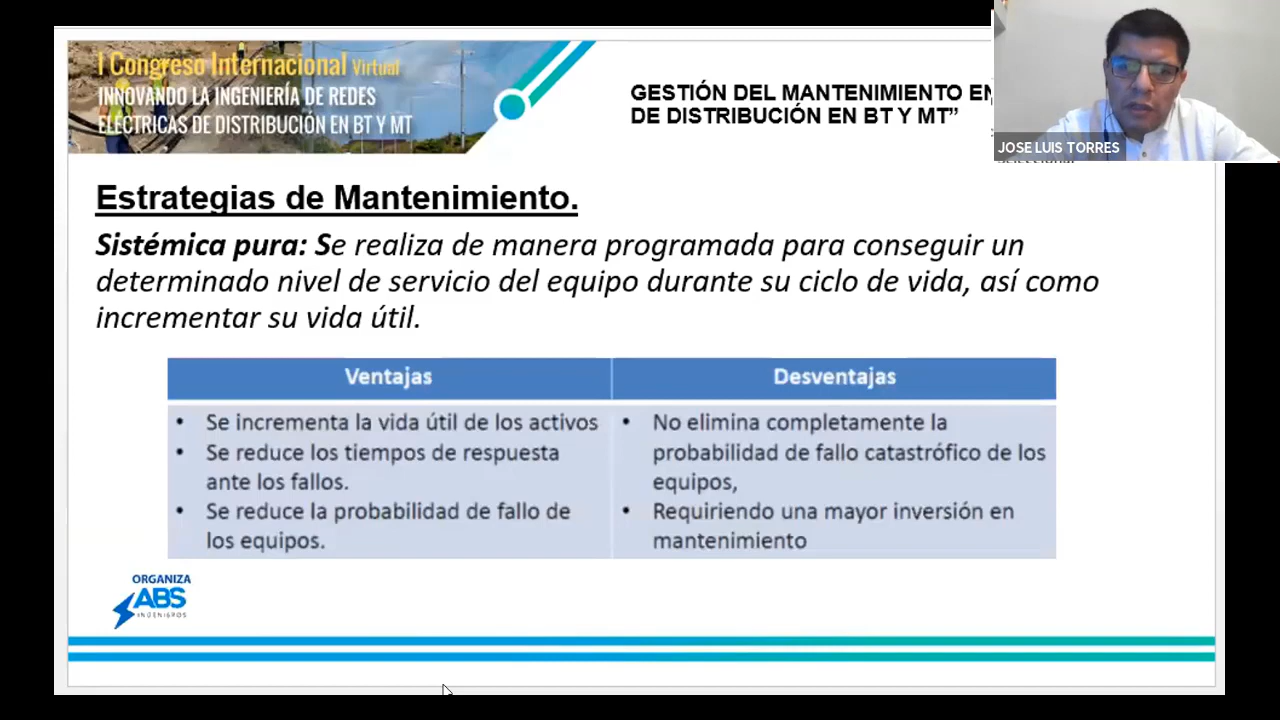 I Congreso Internacional Virtual
INNOVANDO LA INGENIERÍA DE REDES
ELÉCTRICAS DE DISTRIBUCIÓN EN BT Y MT
GESTIÓN DEL MANTENIMIENTO EN
DE DISTRIBUCIÓN EN BT Y MT”
JOSE LUIS TORRES
Estrategias de Mantenimiento.
Sistémica pura: Se realiza de manera programada para conseguir un
determinado nivel de servicio del equipo durante su ciclo de vida, así como
incrementar su vida útil.
Ventajas
• Se incrementa la vida útil de los activos
• Se reduce los tiempos de respuesta
ante los fallos.
• Se reduce la probabilidad de fallo de
los equipos.
Desventajas
• No elimina completamente la
probabilidad de fallo catastrófico de los
equipos,
• Requiriendo una mayor inversión en
mantenimiento
ORGANIZA
ABS
INGENIEROS